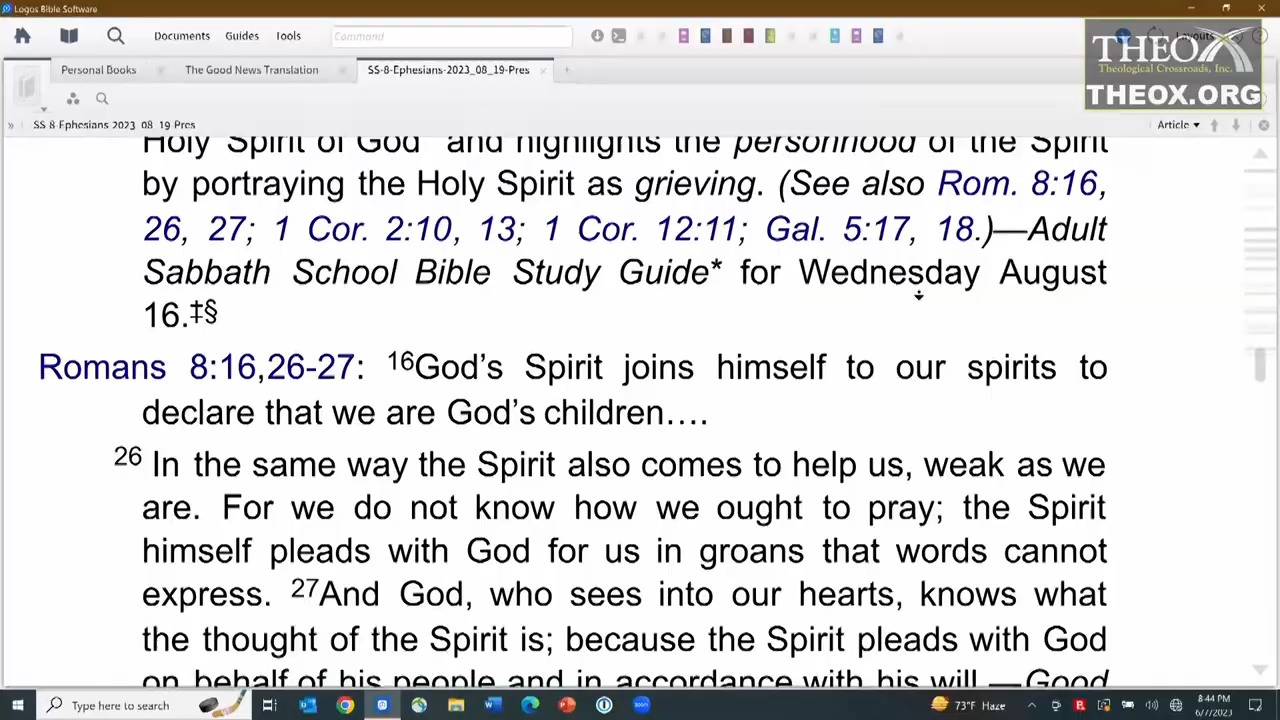 Logos Bible Software
Documents Guides Tools Command Layouts
THEOX
Theological Crossroads, Inc.
THEOX.ORG
Personal Books The Good News Translation SS-8-Ephesians-2023_08_19-Pres
SS-8-Ephesians-2023_08_19-Pres Article
Holy Spirit of God" and highlights the personhood of the Spirit
by portraying the Holy Spirit as grieving. (See also Rom. 8:16,
26, 27; 1 Cor. 2:10, 13; 1 Cor. 12:11; Gal. 5:17, 18.)—Adult
Sabbath School Bible Study Guide* for Wednesday August
16.‡§
Romans 8:16,26-27: 16God's Spirit joins himself to our spirits to
declare that we are God's children….
26 In the same way the Spirit also comes to help us, weak as we
are. For we do not know how we ought to pray; the Spirit
himself pleads with God for us in groans that words cannot
express. 27And God, who sees into our hearts, knows what
the thought of the Spirit is; because the Spirit pleads with God
on behalf of his people and in accordance with his will.—Good
Type here to search
73°F Haze
8:44 PM
6/7/2023